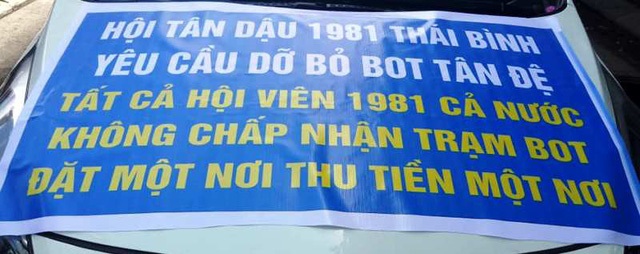 HỘI TÂN DẬU 1981 THÁI BÌNH
YÊU CẦU DỠ BỎ BOT TÂN ĐỆ
TẤT CẢ HỘI VIÊN 1981 CẢ NƯỚC
KHÔNG CHẤP NHẬN TRẠM BOT
ĐẶT MỘT NƠI THU TIỀN MỘT NƠI